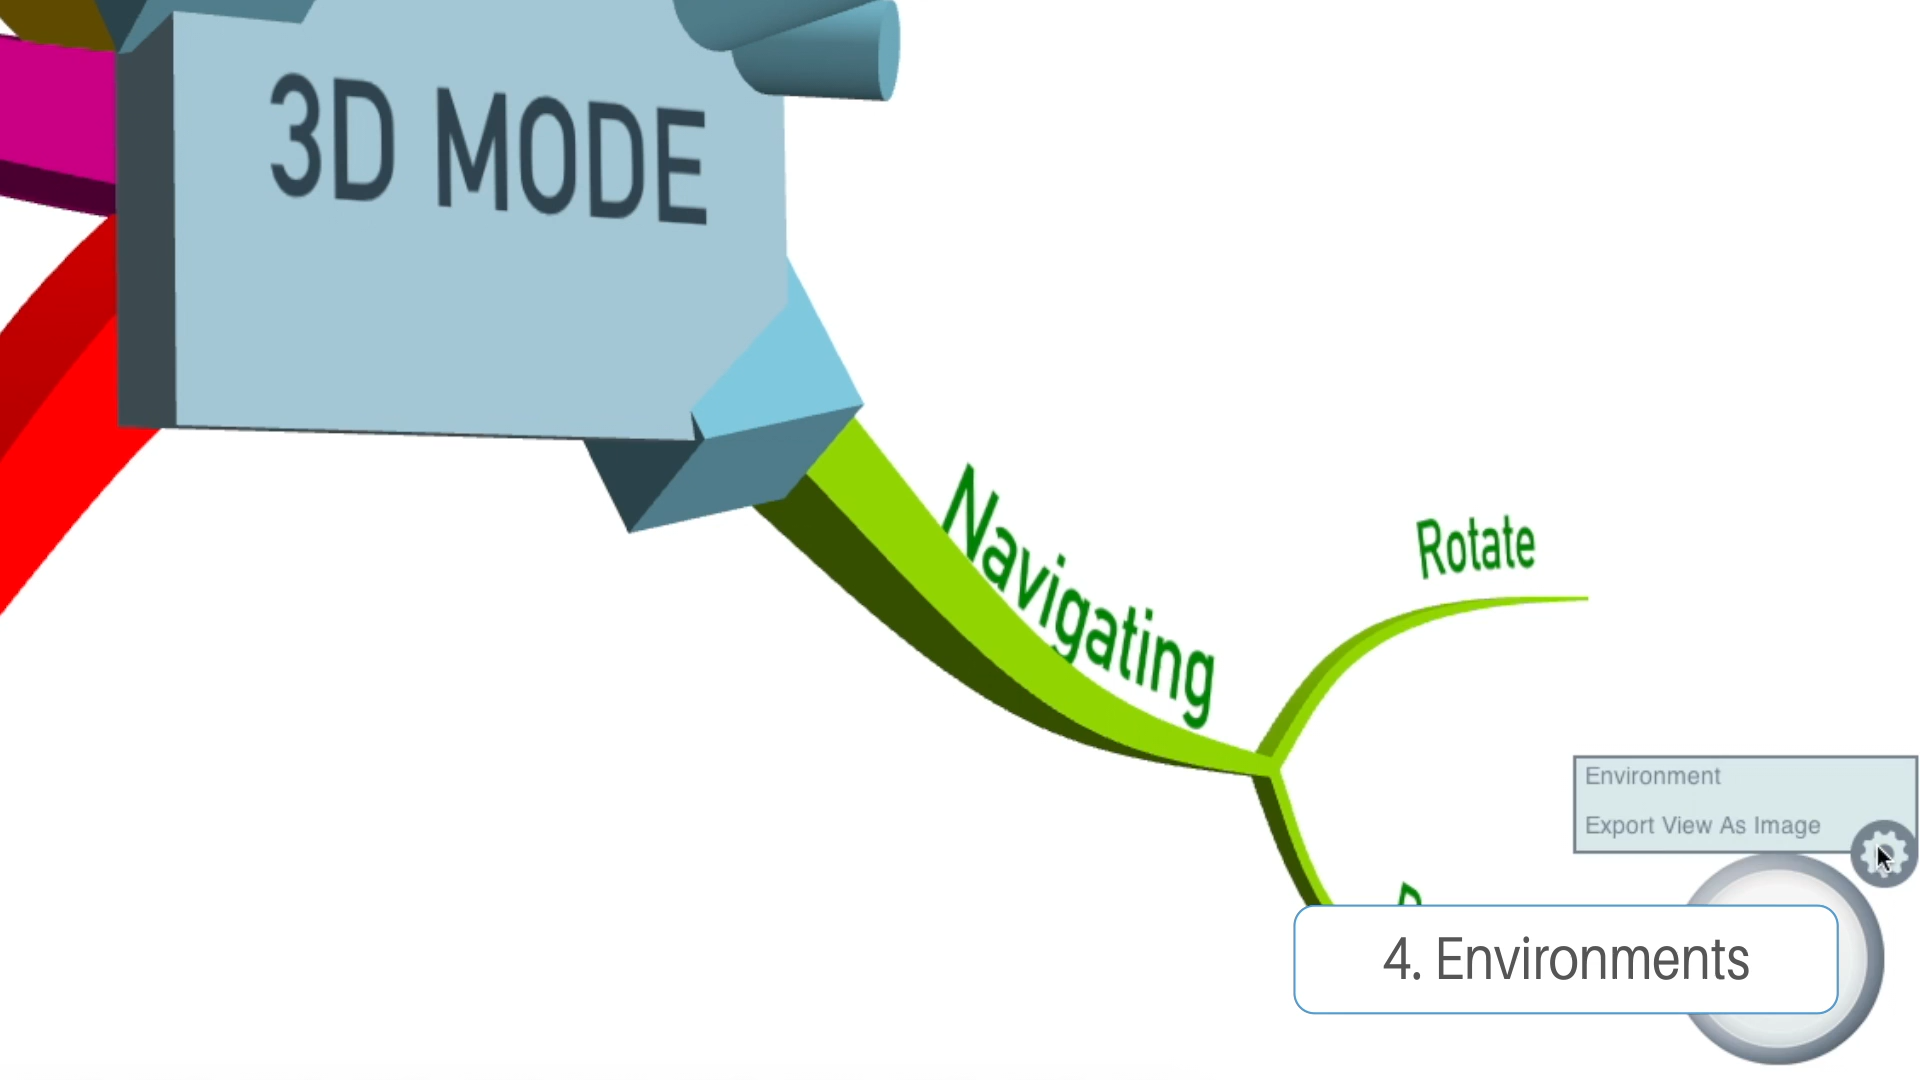 3D MODE
Navigating
Rotate
Environment
Export View As Image
4. Environments